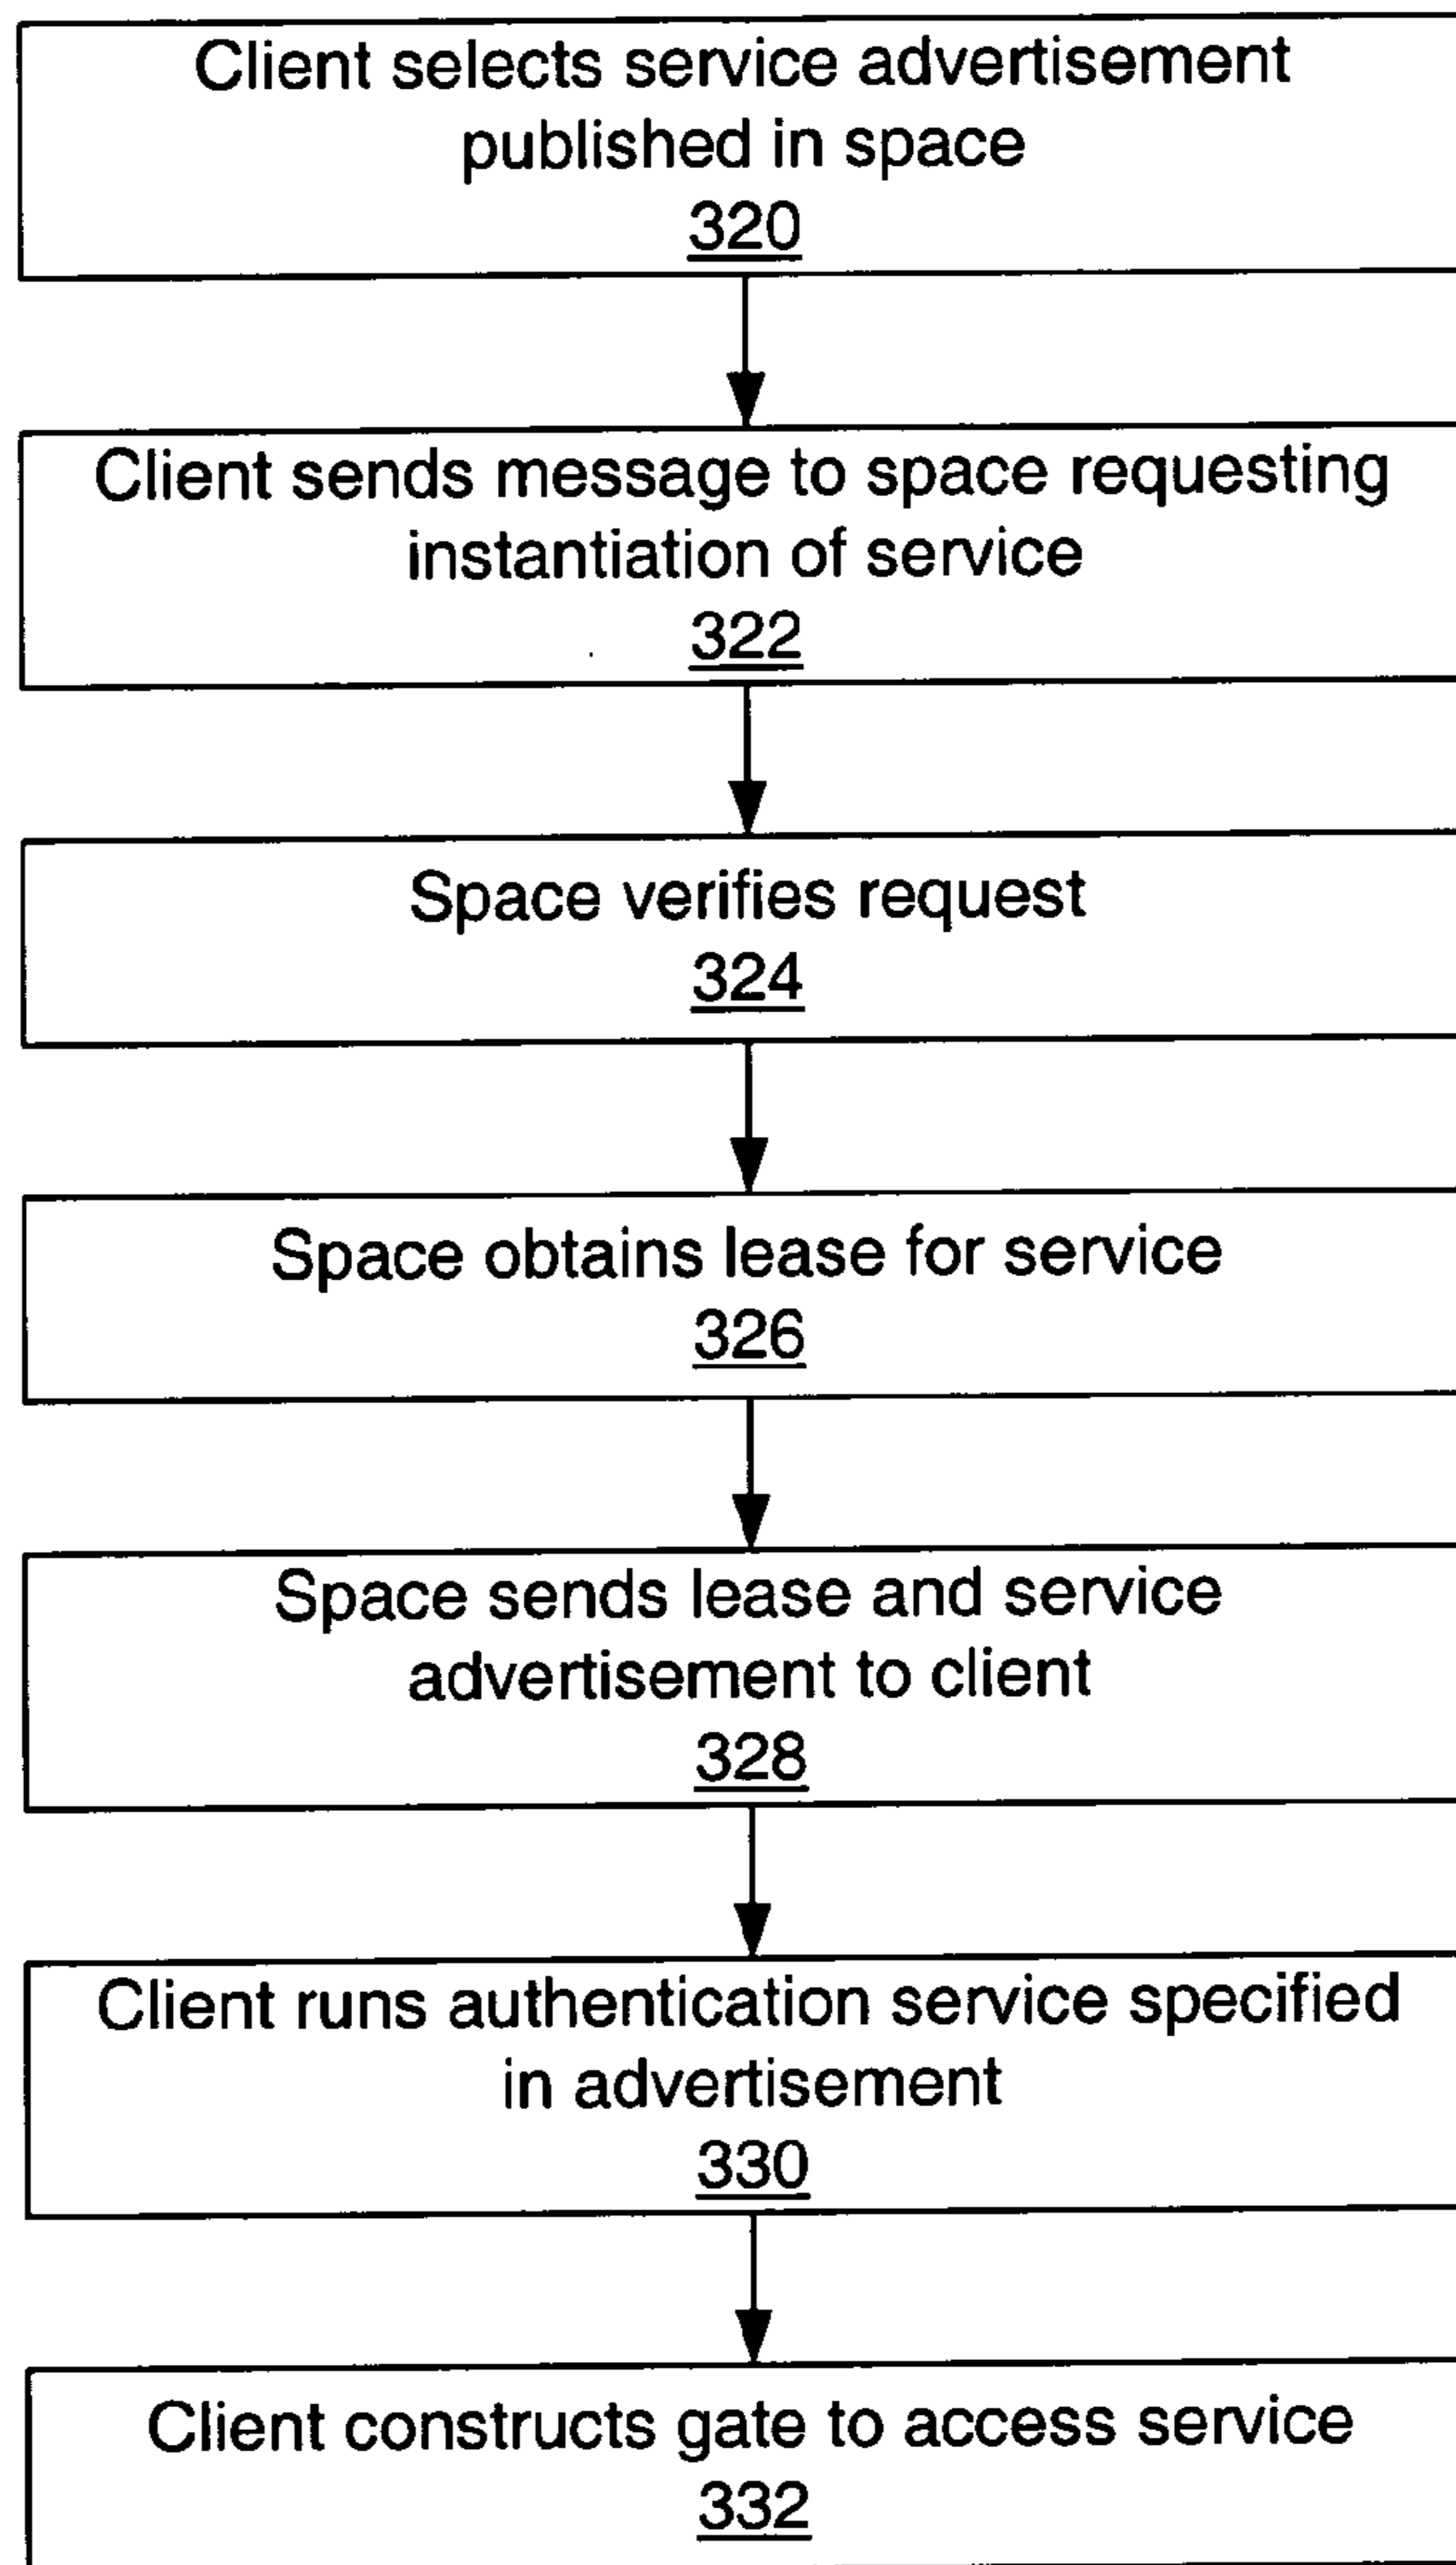 Client selects service advertisement
published in space
320
Client sends message to space requesting
instantiation of service
322
Space verifies request
324
Space obtains lease for service
326
Space sends lease and service
advertisement to client
328
Client runs authentication service specified
in advertisement
330
Client constructs gate to access service
332